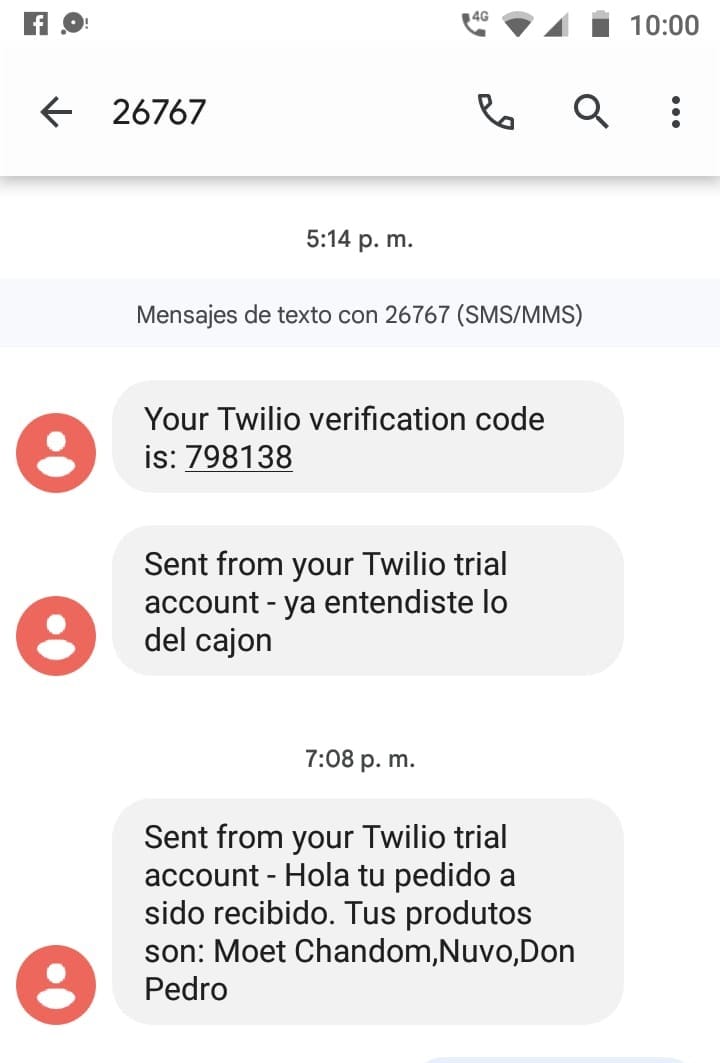 4G 10:00
26767
5:14 p. m.
Mensajes de texto con 26767 (SMS/MMS)
Your Twilio verification code
is: 798138
Sent from your Twilio trial
account - ya entendiste lo
del cajon
7:08 p. m.
Sent from your Twilio trial
account - Hola tu pedido a
sido recibido. Tus produtos
son: Moet Chandom,Nuvo,Don
Pedro